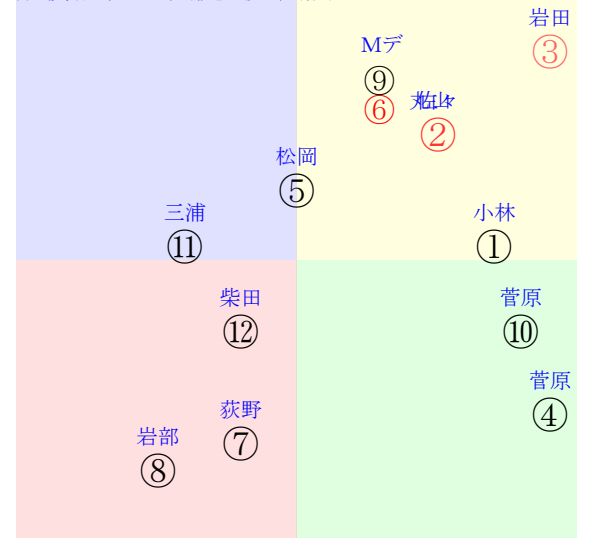 岩田
③
Mデ
⑨
⑥
②
松岡
⑤
三浦
⑪
小林
①
柴田
⑫
菅原
⑩
菅原
④
荻野
⑦
岩部
⑧